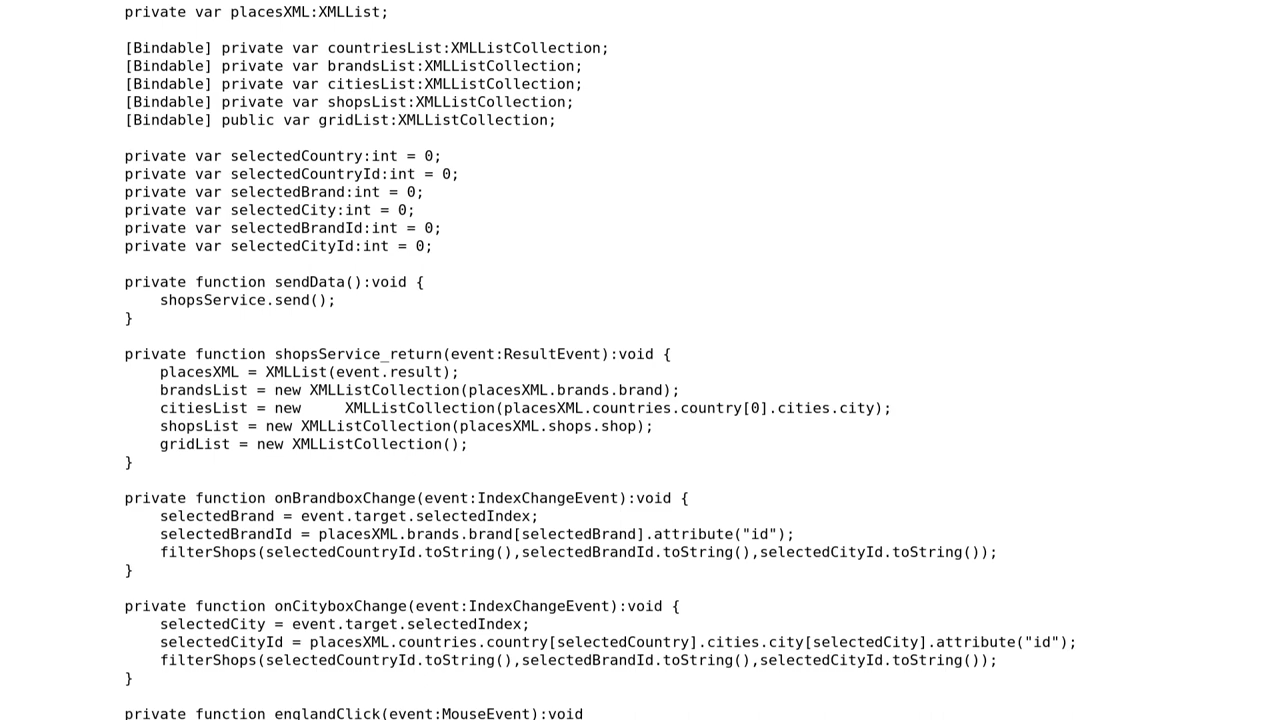 private var placesXML:XMLList;

[Bindable] private var countriesList:XMLListCollection;
[Bindable] private var brandsList:XMLListCollection;
[Bindable] private var citiesList:XMLListCollection;
[Bindable] private var shopsList:XMLListCollection;
[Bindable] public var gridList:XMLListCollection;

private var selectedCountry:int = 0;
private var selectedCountryId:int = 0;
private var selectedBrand:int = 0;
private var selectedCity:int = 0;
private var selectedBrandId:int = 0;
private var selectedCityId:int = 0;

private function sendData():void {
    shopsService.send();
}

private function shopsService_return(event:ResultEvent):void {
    placesXML = XMLList(event.result);
    brandsList = new XMLListCollection(placesXML.brands.brand);
    citiesList = new     XMLListCollection(placesXML.countries.country[0].cities.city);
    shopsList = new XMLListCollection(placesXML.shops.shop);
    gridList = new XMLListCollection();
}

private function onBrandboxChange(event:IndexChangeEvent):void {
    selectedBrand = event.target.selectedIndex;
    selectedBrandId = placesXML.brands.brand[selectedBrand].attribute("id");
    filterShops(selectedCountryId.toString(),selectedBrandId.toString(),selectedCityId.toString());
}

private function onCityboxChange(event:IndexChangeEvent):void {
    selectedCity = event.target.selectedIndex;
    selectedCityId = placesXML.countries.country[selectedCountry].cities.city[selectedCity].attribute("id");
    filterShops(selectedCountryId.toString(),selectedBrandId.toString(),selectedCityId.toString());
}

private function englandClick(event:MouseEvent):void